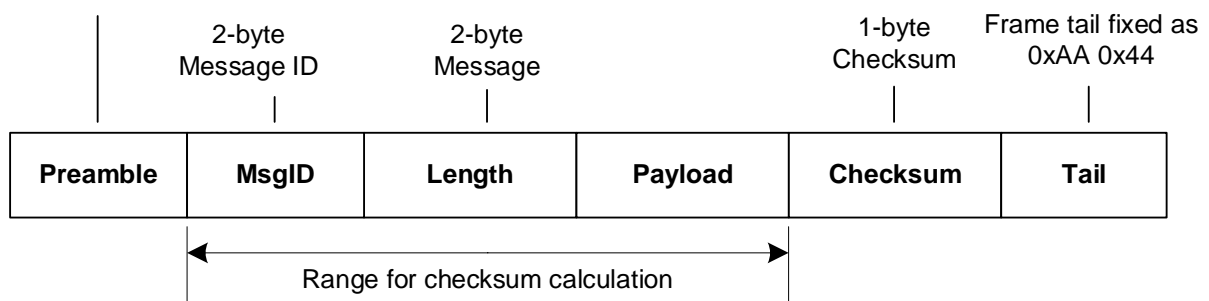 2-byte
Message ID
2-byte
Message
1-byte
Checksum
Frame tail fixed as
0xAA 0x44
Preamble MsgID Length Payload Checksum Tail
Range for checksum calculation